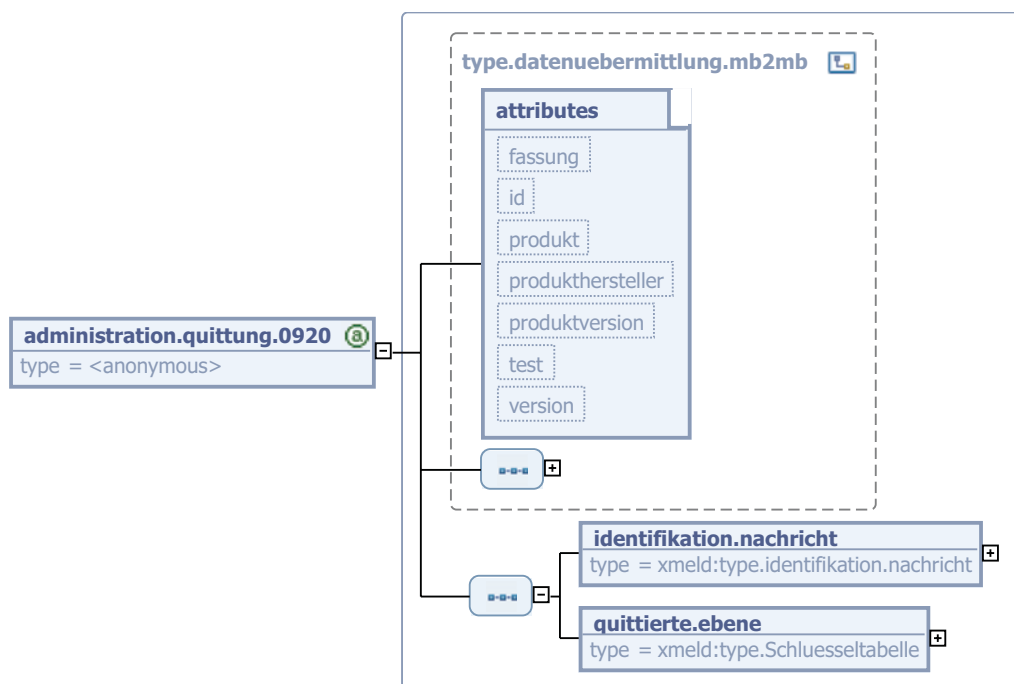 type.datenuebermittlung.mb2mb
attributes
fassung
id
produkt
produkthersteller
produktversion
test
version
administration.quittung.0920 a
type = <anonymous>
identifikation.nachricht
type = xmeld:type.identifikation.nachricht
quittierte.ebene
type = xmeld:type.Schluesseltabelle